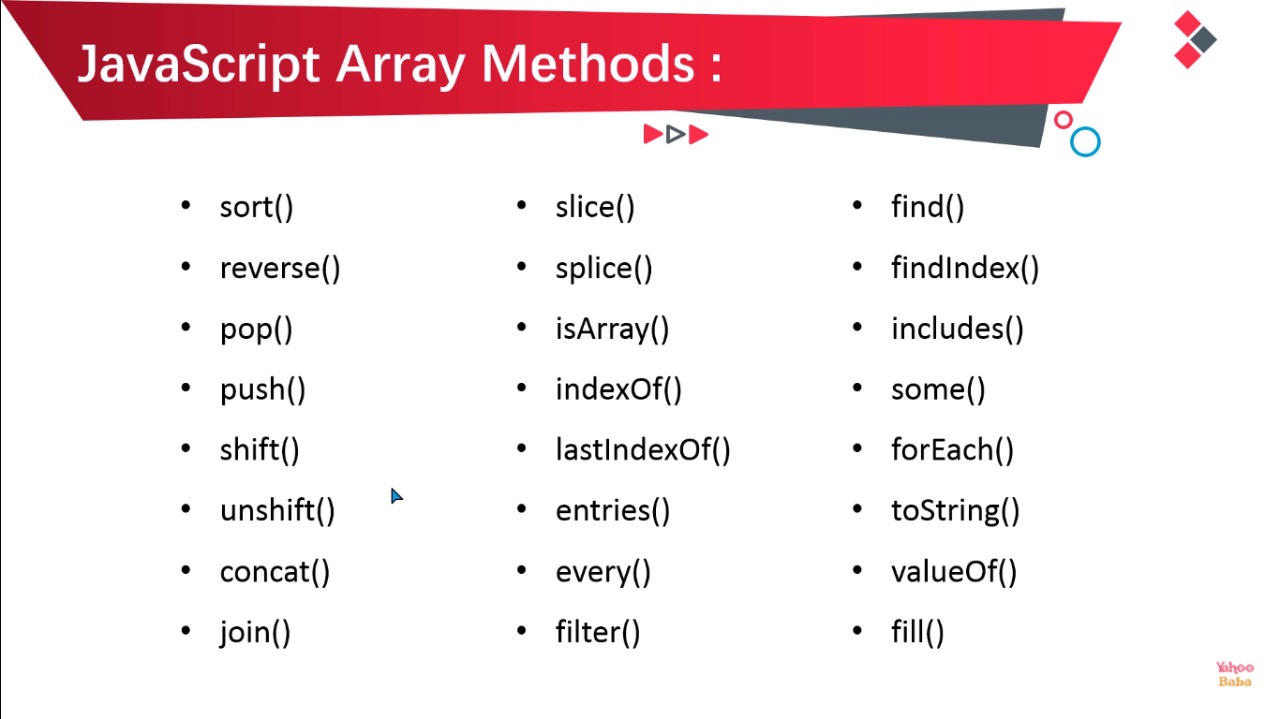 JavaScript Array Methods :
• sort()
• reverse()
• pop()
• push()
• shift()
• unshift()
• concat()
• join()
• slice()
• splice()
• isArray()
• indexOf()
• lastIndexOf()
• entries()
• every()
• filter()
• find()
• findIndex()
• includes()
• some()
• forEach()
• toString()
• valueOf()
• fill()
Yahoo
Baba